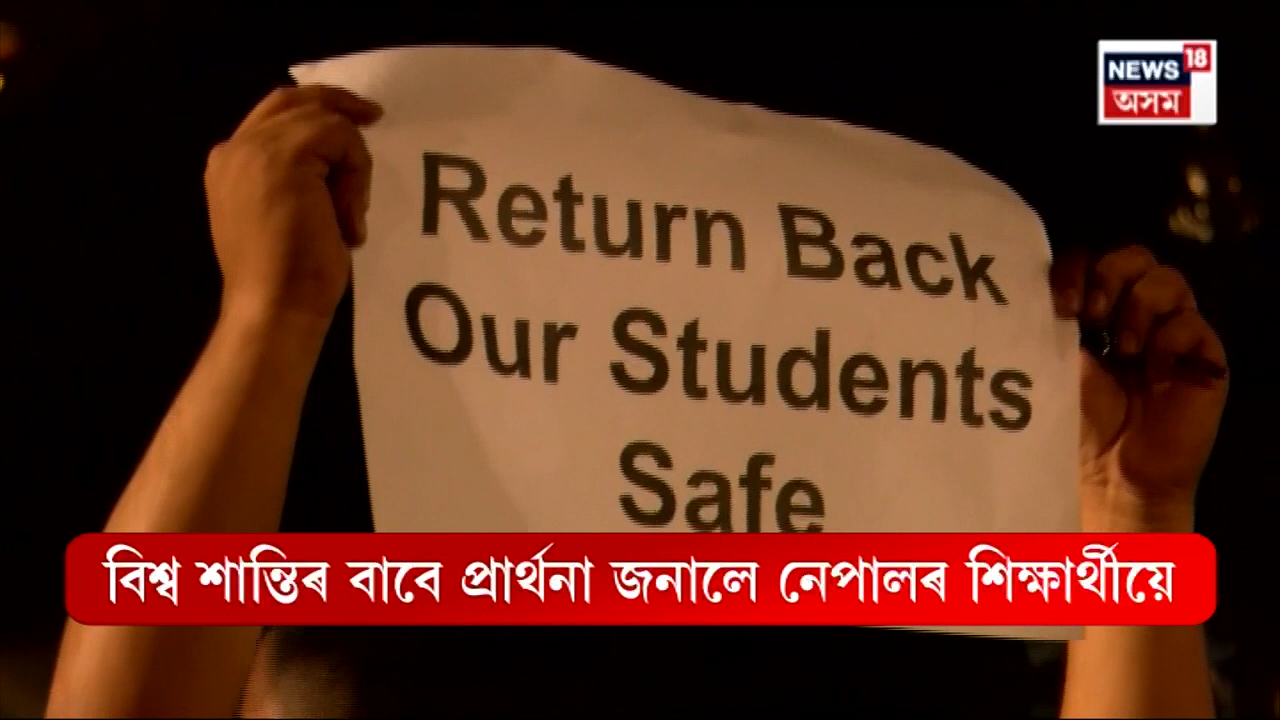 NEWS 18
অসম
Return Back
Our Students
Safe
বিশ্ব শান্তিৰ বাবে প্ৰাৰ্থনা জনালে নেপালৰ শিক্ষাৰ্থীয়ে